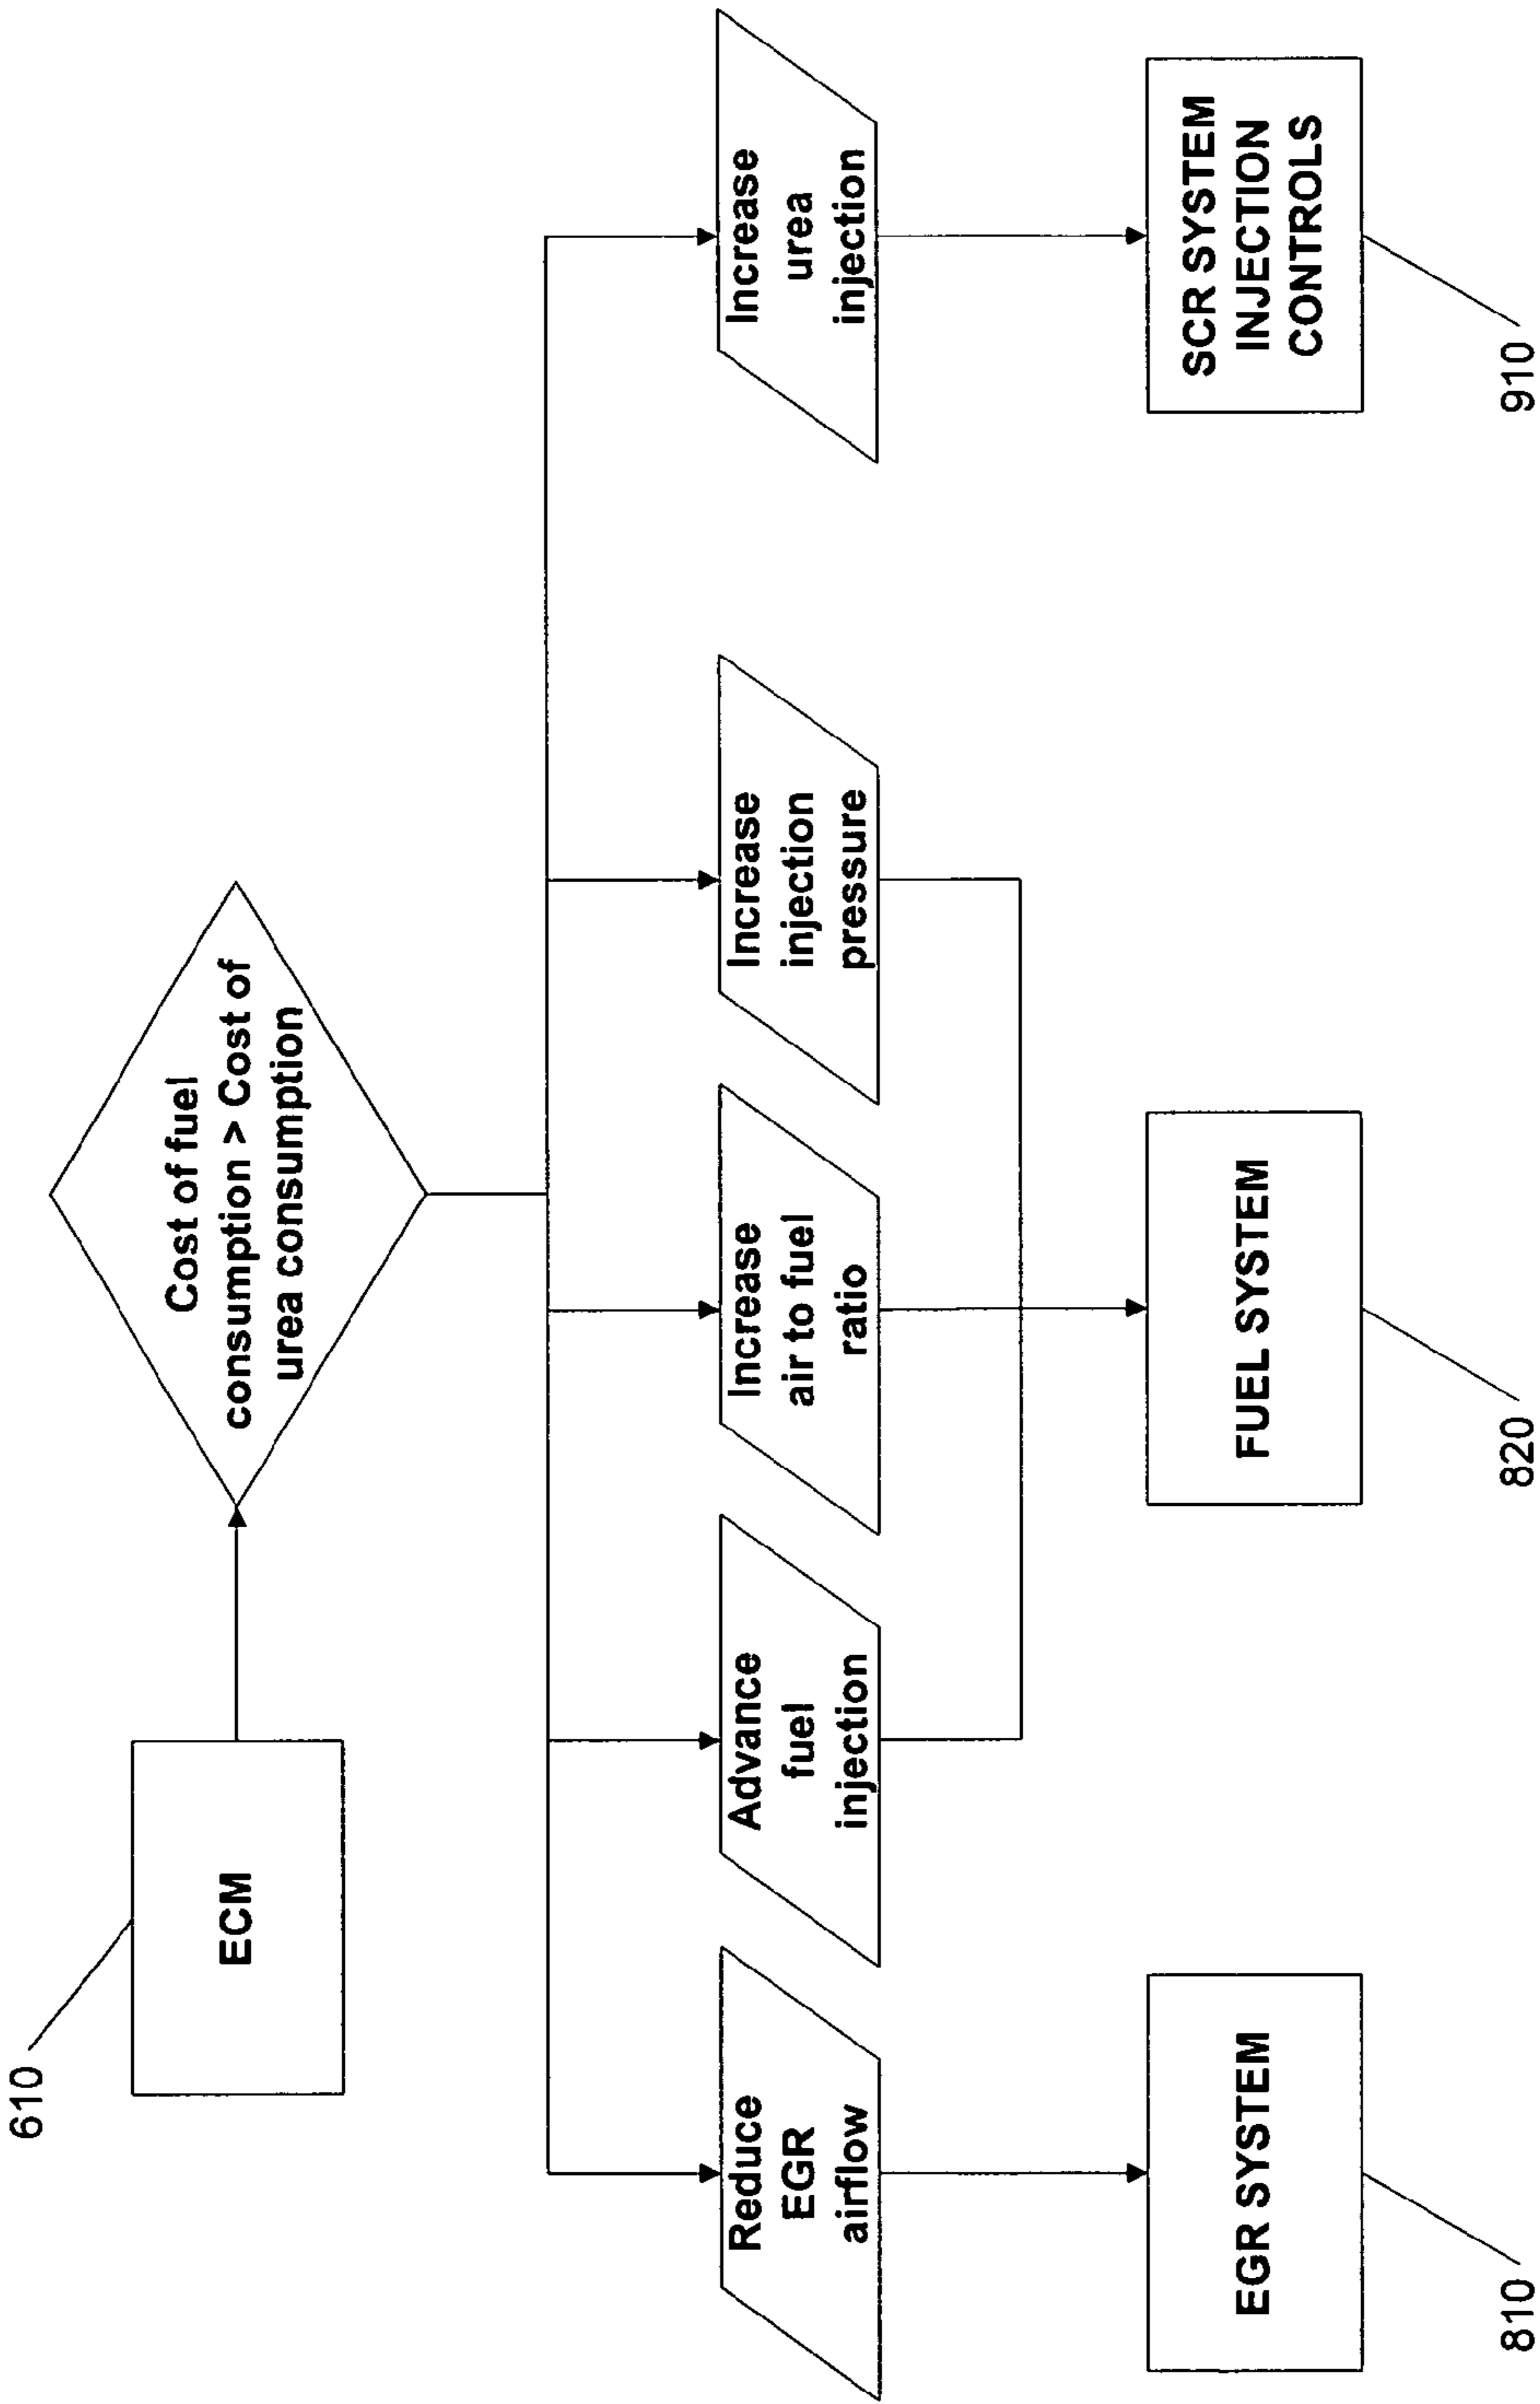 610
ECM
Cost of fuel
consumption > Cost of
urea consumption
Reduce
EGR
airflow
Advance
fuel
injection
Increase
air to fuel
ratio
Increase
injection
pressure
Increase
urea
injection
EGR SYSTEM
FUEL SYSTEM
SCR SYSTEM
INJECTION
CONTROLS
810
820
910